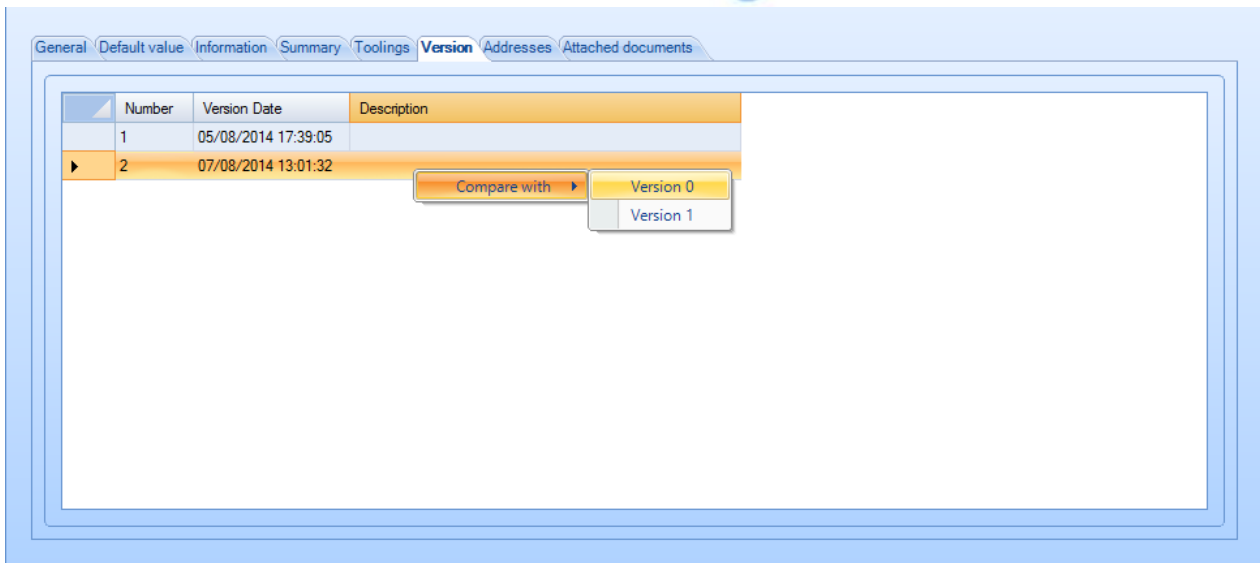 General Default value Information Summary Toolings Version Addresses Attached documents
Number Version Date Description
1 05/08/2014 17:39:05
2 07/08/2014 13:01:32
Compare with Version 0
Version 1